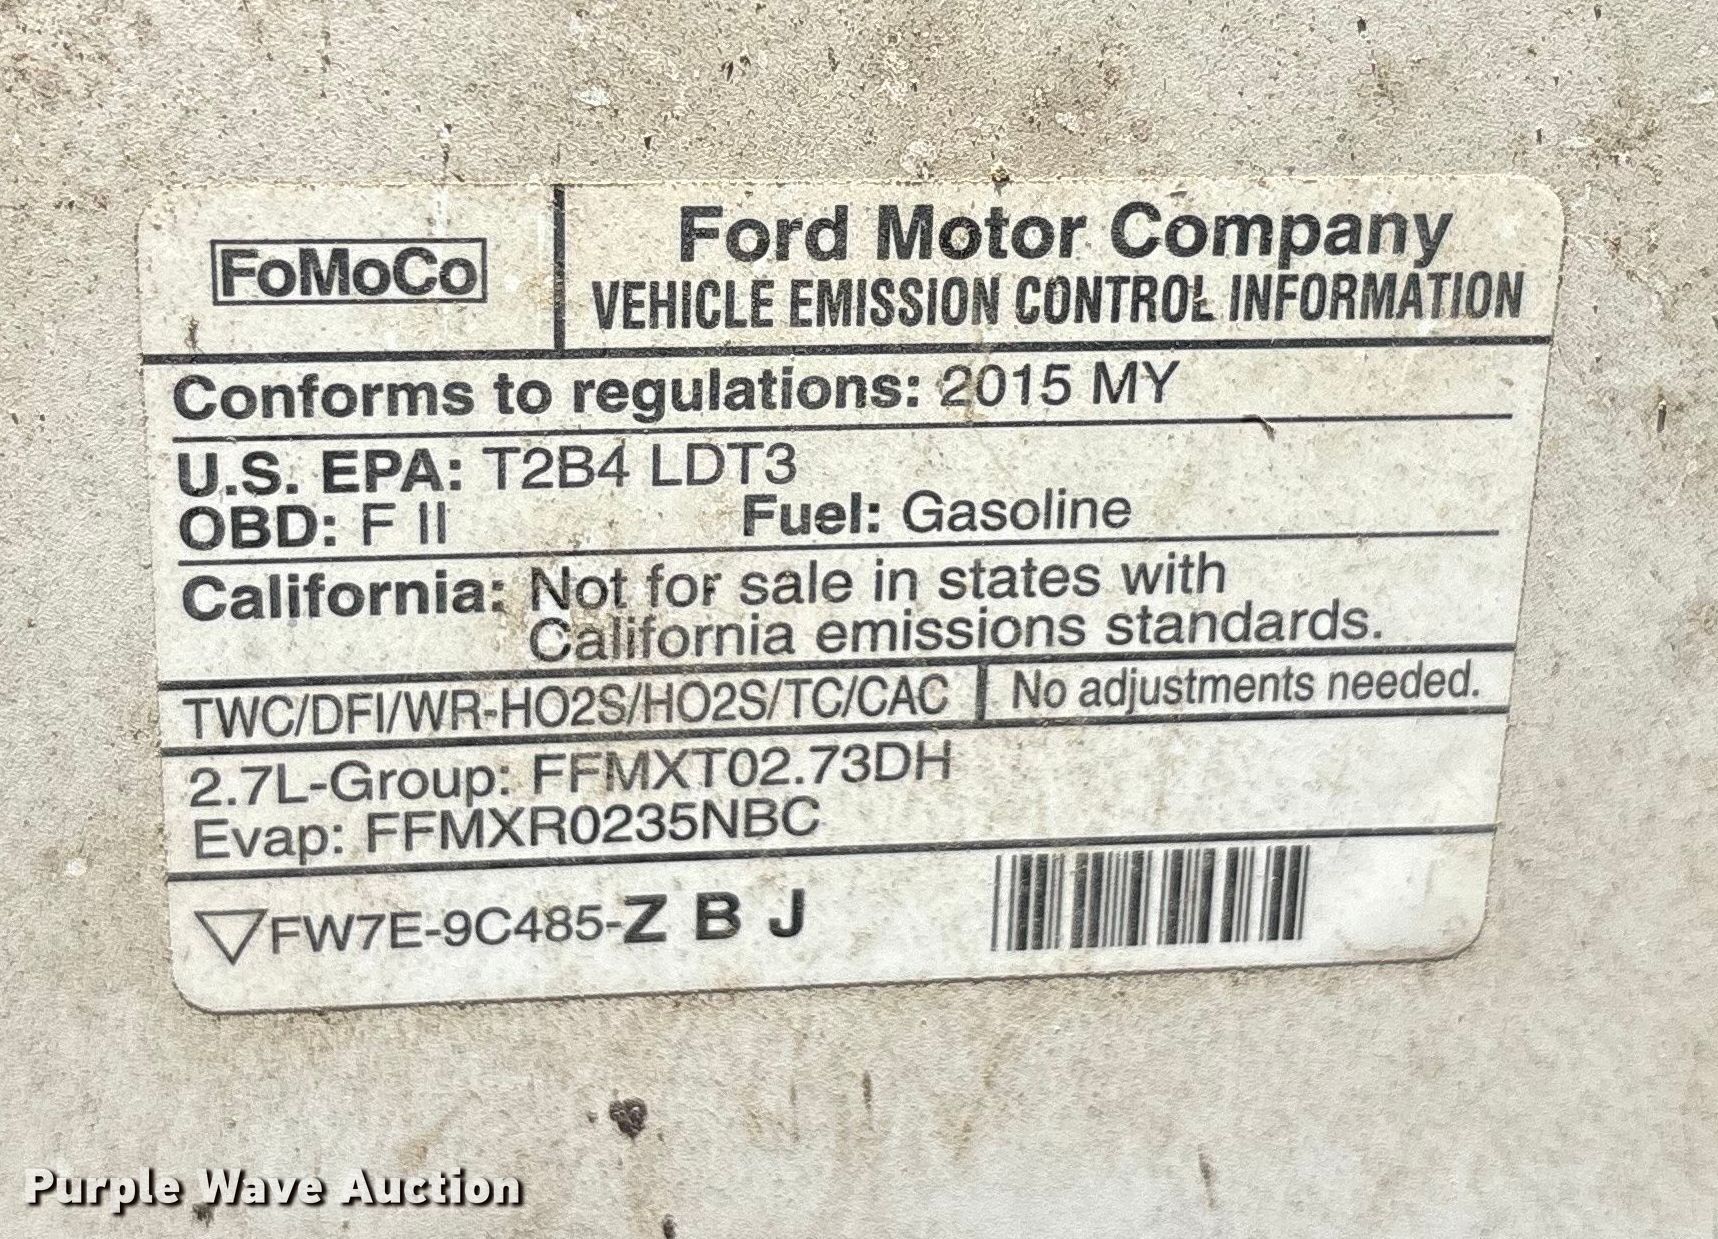 FoMoCo
Ford Motor Company
VEHICLE EMISSION CONTROL INFORMATION
Conforms to regulations: 2015 MY
U.S. EPA: T2B4 LDT3
OBD: F II Fuel: Gasoline
California: Not for sale in states with
California emissions standards.
TWC/DFI/WR-HO2S/HO2S/TC/CAC No adjustments needed.
2.7L-Group: FFMXT02.73DH
Evap: FFMXR0235NBC
FW7E-9C485-Z B J
Purple Wave Auction